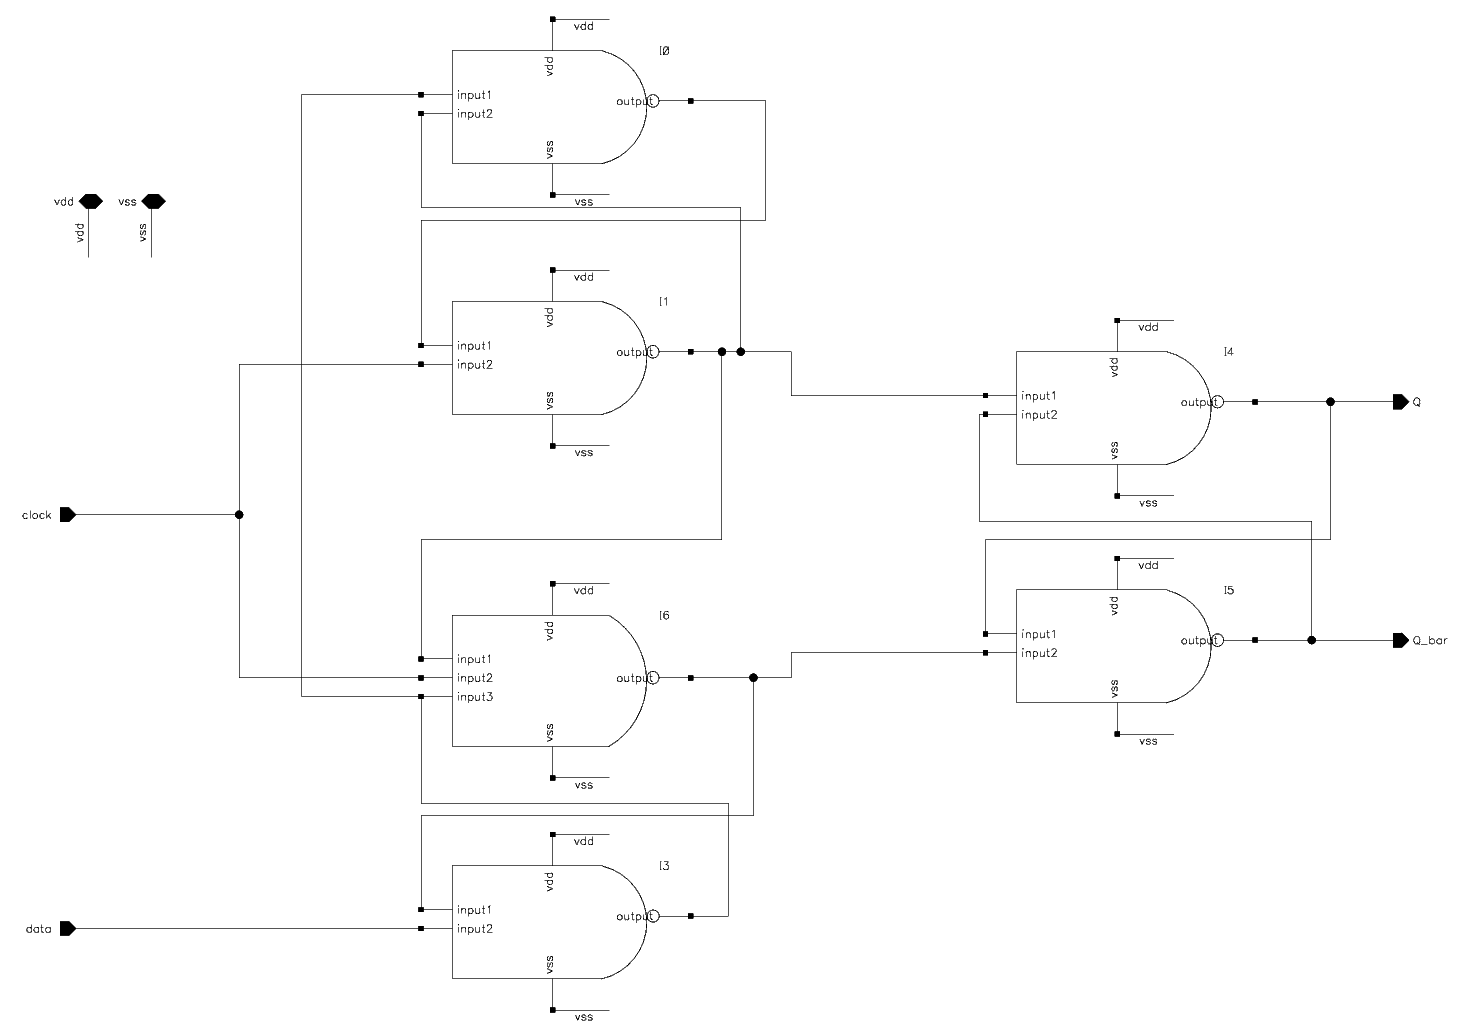 vdd
I0
vdd
input1
output
input2
vss
vss
vdd vss
vdd vss
vdd
I1
vdd
input1
output
input2
vss
vss
vdd
I4
vdd
input1
output
Q
input2
vss
vss
clock
vdd
I6
vdd
input1
input2
output
input3
vss
vss
vdd
I5
vdd
input1
output
Q_bar
input2
vss
vss
vdd
I3
vdd
input1
output
input2
data
vss
vss